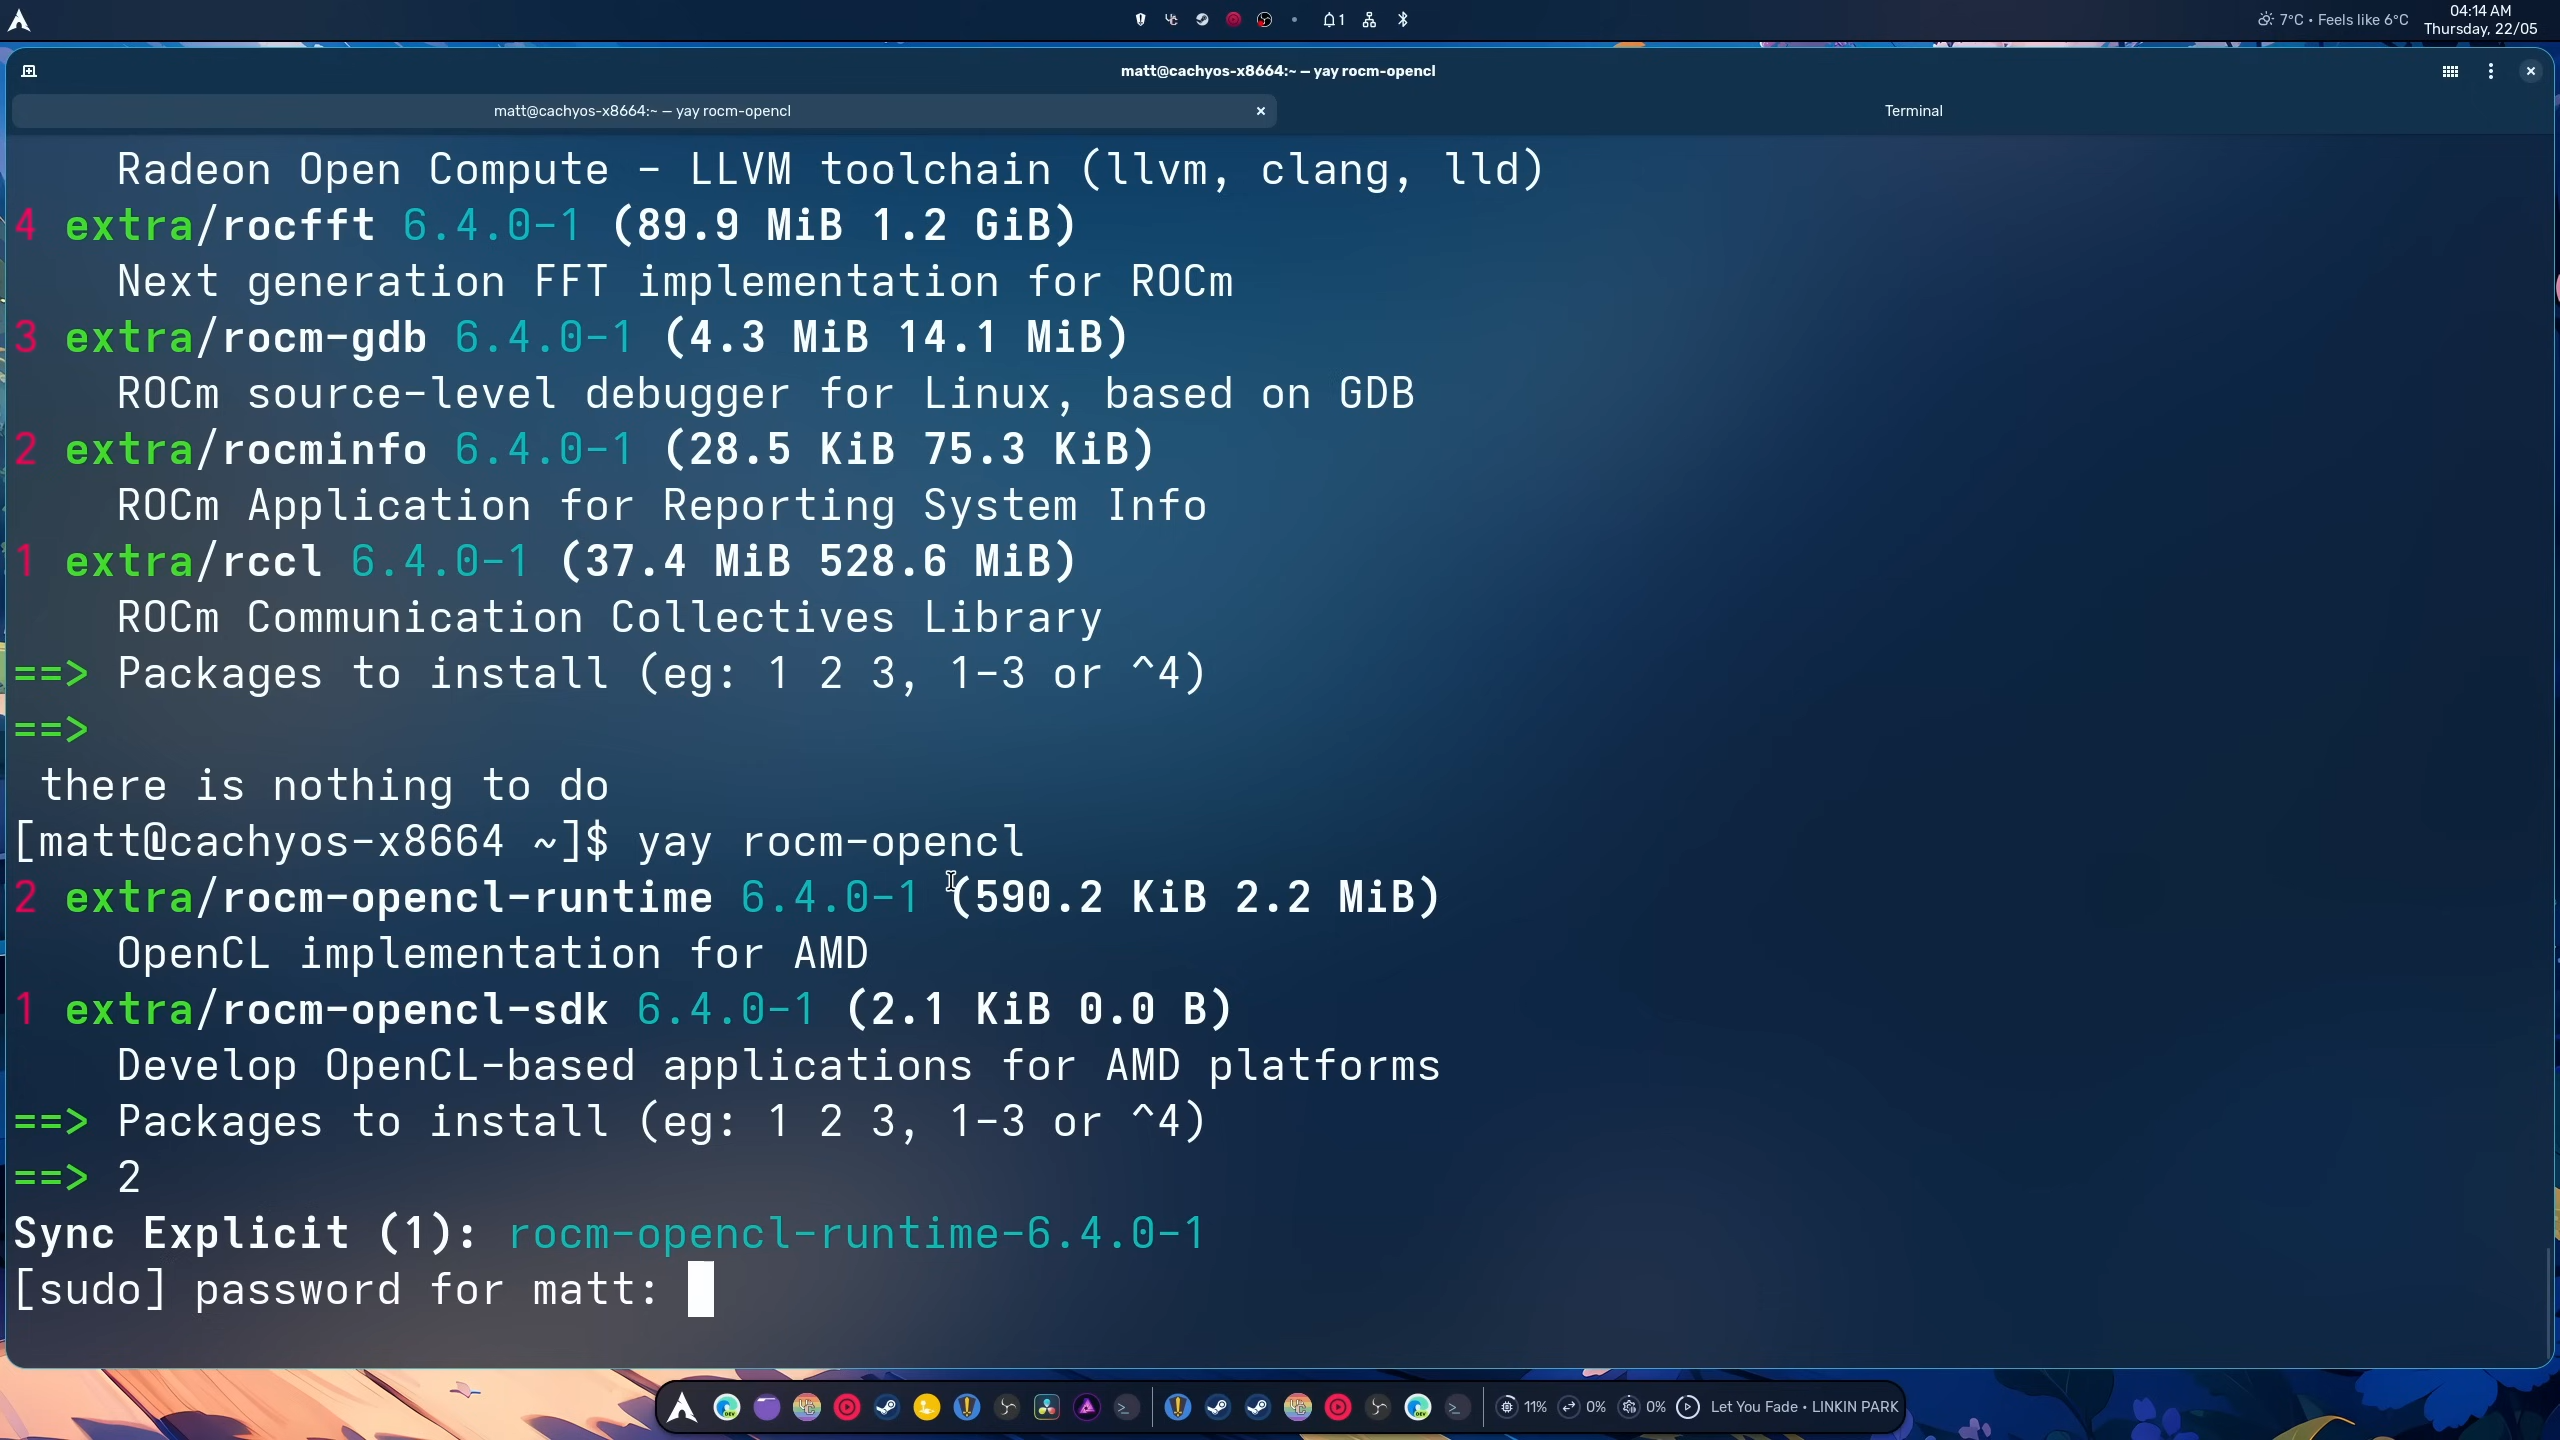 7°C • Feels like 6°C
04:14 AM
Thursday, 22/05
1
matt@cachyos-x8664:~ — yay rocm-opencl
matt@cachyos-x8664:~ — yay rocm-opencl
Terminal
Radeon Open Compute - LLVM toolchain (llvm, clang, lld)
4 extra/rocfft 6.4.0-1 (89.9 MiB 1.2 GiB)
Next generation FFT implementation for ROCm
3 extra/rocm-gdb 6.4.0-1 (4.3 MiB 14.1 MiB)
ROCm source-level debugger for Linux, based on GDB
2 extra/rocminfo 6.4.0-1 (28.5 KiB 75.3 KiB)
ROCm Application for Reporting System Info
1 extra/rccl 6.4.0-1 (37.4 MiB 528.6 MiB)
ROCm Communication Collectives Library
==> Packages to install (eg: 1 2 3, 1-3 or ^4)
==>
there is nothing to do
[matt@cachyos-x8664 ~]$ yay rocm-opencl
2 extra/rocm-opencl-runtime 6.4.0-1 (590.2 KiB 2.2 MiB)
OpenCL implementation for AMD
1 extra/rocm-opencl-sdk 6.4.0-1 (2.1 KiB 0.0 B)
Develop OpenCL-based applications for AMD platforms
==> Packages to install (eg: 1 2 3, 1-3 or ^4)
==> 2
Sync Explicit (1): rocm-opencl-runtime-6.4.0-1
[sudo] password for matt:
11% 0% 0% Let You Fade • LINKIN PARK